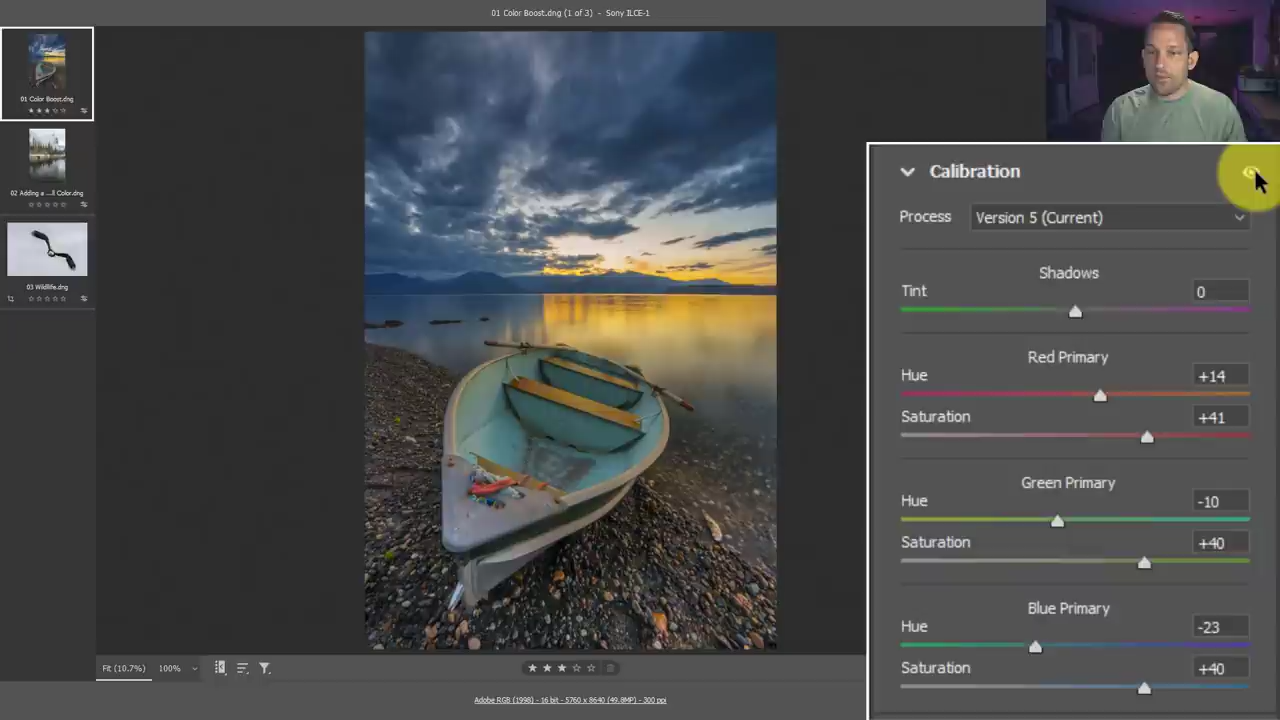 01 Color Boost.dng (1 of 3) - Sony ILCE-1
01 Color Boost.dng
02 Adding a ...ll Color.dng
03 Wildlife.dng
Calibration
Process Version 5 (Current)
Shadows
Tint 0
Red Primary
Hue +14
Saturation +41
Green Primary
Hue -10
Saturation +40
Blue Primary
Hue -23
Saturation +40
Fit (10.7%) 100%
Adobe RGB (1998) - 16 bit - 5760 x 8640 (49.8MP) - 300 ppi